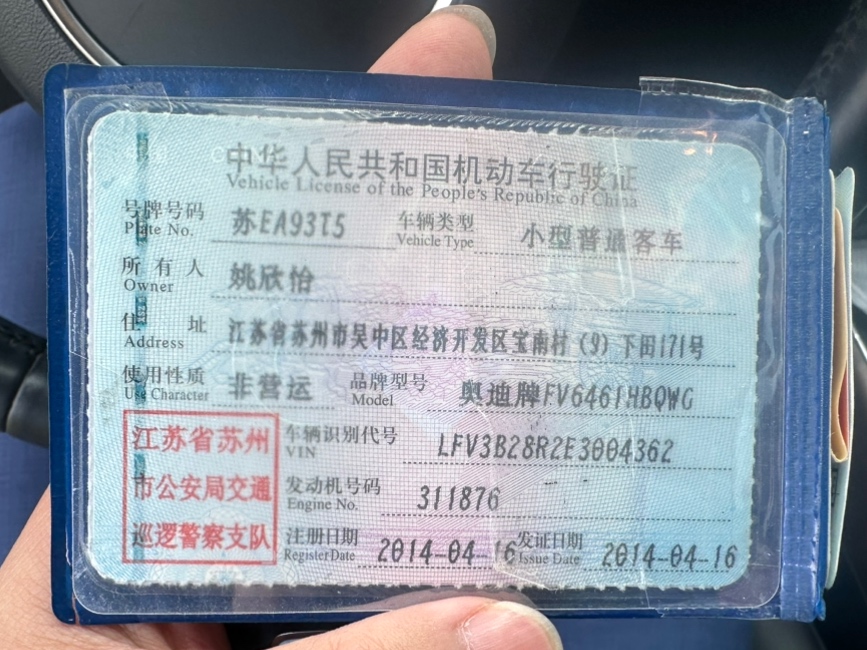 中华人民共和国机动车行驶证
Vehicle License of the People's Republic of China
号牌号码 苏EA93T5 车辆类型 小型普通客车
Plate No. Vehicle Type
所有人 姚欣怡
Owner
住址 江苏省苏州市吴中区经济开发区宝南村（9）下田171号
Address
使用性质 非营运 品牌型号 奥迪牌FV6461HBQWG
Use Character Model
江苏省苏州 车辆识别代号 LFV3B28R2E3004362
VIN
市公安局交通 发动机号码 311876
Engine No.
巡逻警察支队 注册日期 2014-04-16 发证日期 2014-04-16
Register Date Issue Date